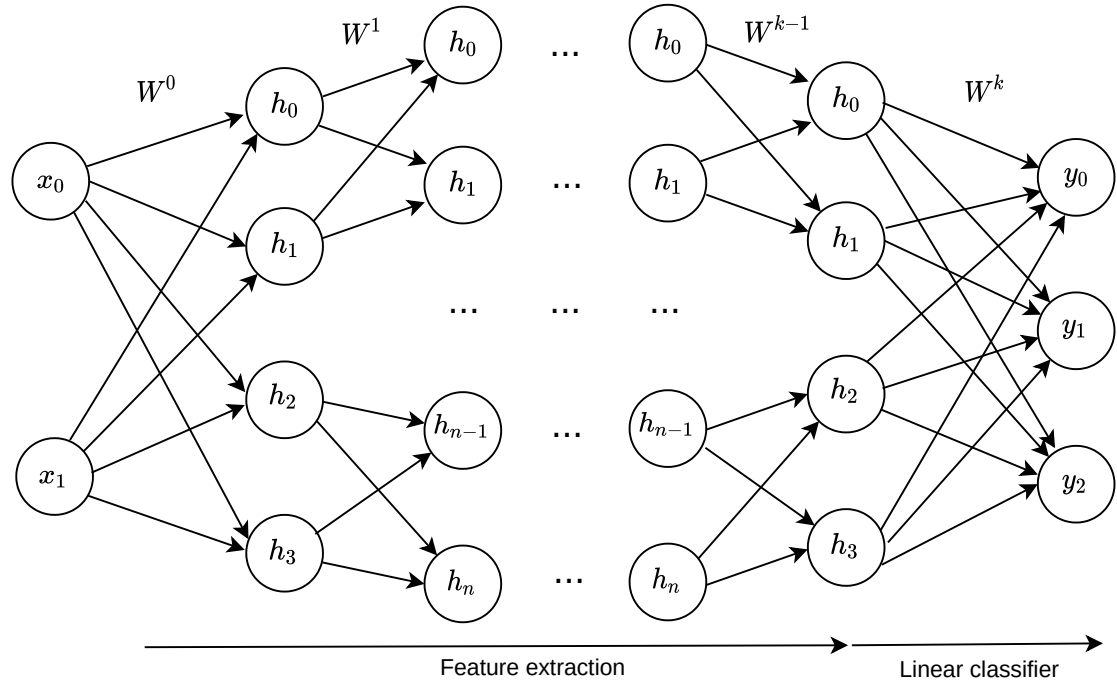 W^0
W^1
W^{k-1}
W^k
x_0
x_1
h_0
h_1
h_2
h_3
h_0
h_1
...
h_{n-1}
h_n
...
...
...
...
...
h_0
h_1
...
h_{n-1}
h_n
h_0
h_1
h_2
h_3
y_0
y_1
y_2
Feature extraction
Linear classifier